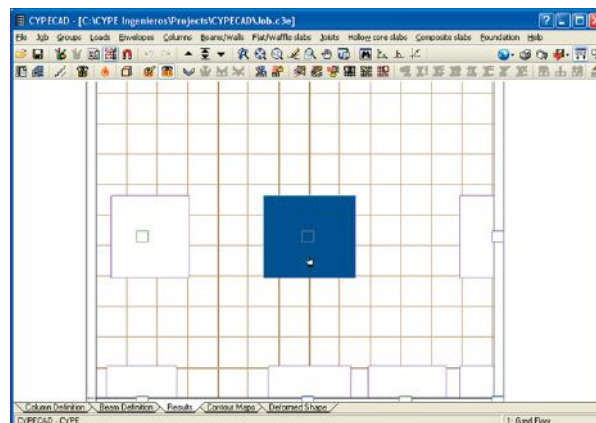 CYPECAD - [C:\CYPE Ingenieros\Projects\CYPECAD\Job.c3e]
File Job Groups Loads Envelopes Columns Beams/Walls Flat/Waffle slabs Joists Hollow core slabs Composite slabs Foundation Help
Column Definition Beam Definition Results Contour Maps Deformed Shape
CYPECAD - CYPE 1: Grnd Floor